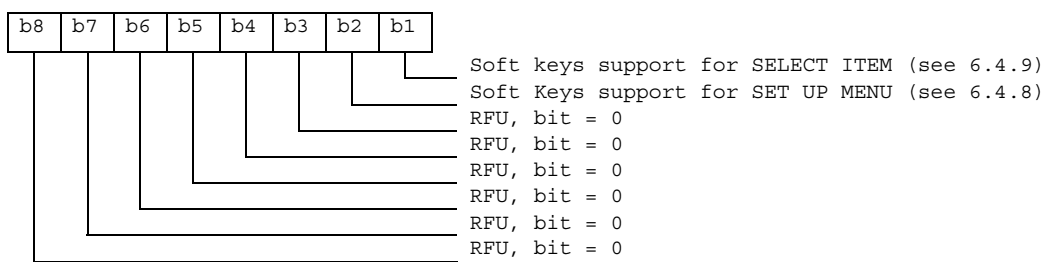 b8 b7 b6 b5 b4 b3 b2 b1
Soft keys support for SELECT ITEM (see 6.4.9)
Soft Keys support for SET UP MENU (see 6.4.8)
RFU, bit = 0
RFU, bit = 0
RFU, bit = 0
RFU, bit = 0
RFU, bit = 0
RFU, bit = 0